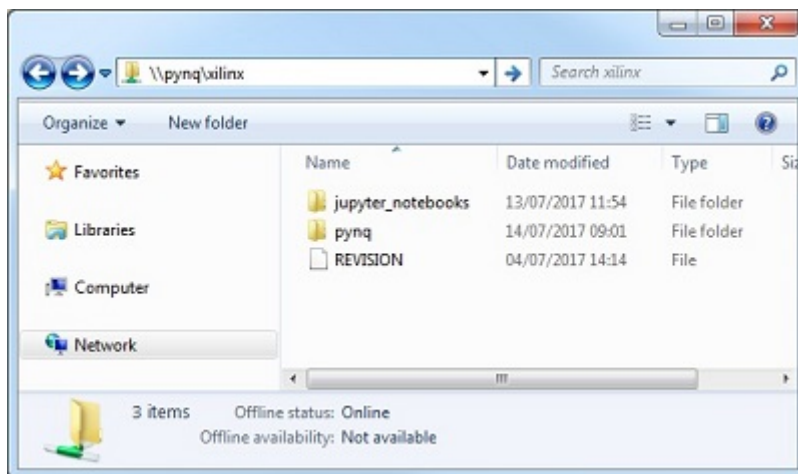 \\pynq\xilinx
Search xilinx
Organize
New folder
Favorites
Libraries
Computer
Network
Name Date modified Type Siz
jupyter_notebooks 13/07/2017 11:54 File folder
pynq 14/07/2017 09:01 File folder
REVISION 04/07/2017 14:14 File
3 items Offline status: Online
Offline availability: Not available